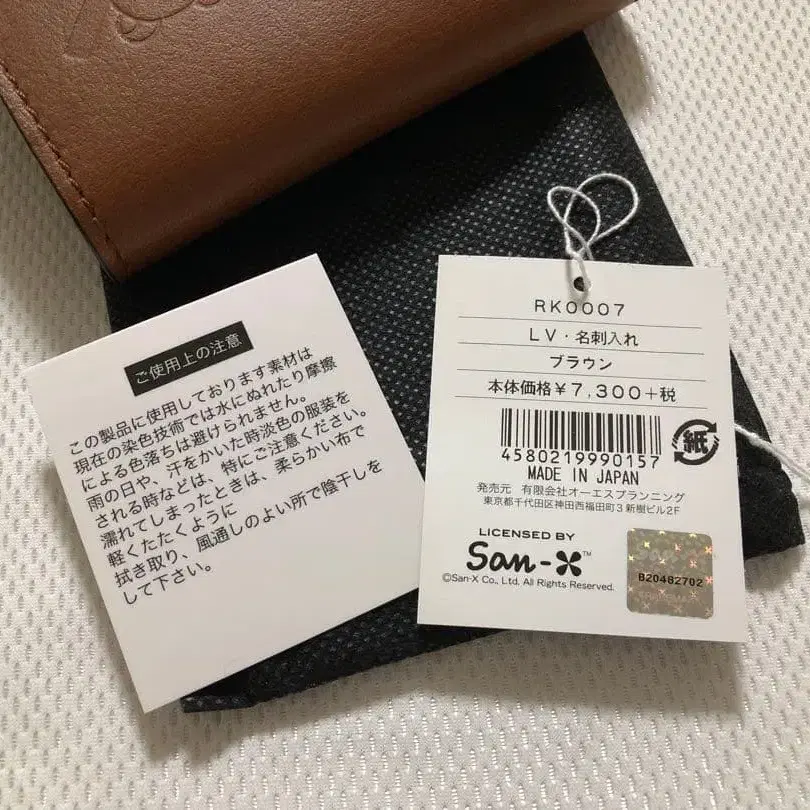 ご使用上の注意
この製品に使用しております素材は
現在の染色技術では水にぬれたり摩擦
による色落ちは避けられません。
雨の日や、汗をかいた時淡色の服装を
される時などは、特にご注意ください。
濡れてしまったときは、柔らかい布で
軽くたたくように
拭き取り、風通しのよい所で陰干しを
して下さい。
RK0007
LV・名刺入れ
ブラウン
本体価格¥7,300+税
4580219990157
紙
MADE IN JAPAN
発売元 有限会社オーエスプランニング
東京都千代田区神田西福田町3新樹ビル2F
LICENSED BY
San-X™
©San-X Co., Ltd. All Rights Reserved.
B20482702